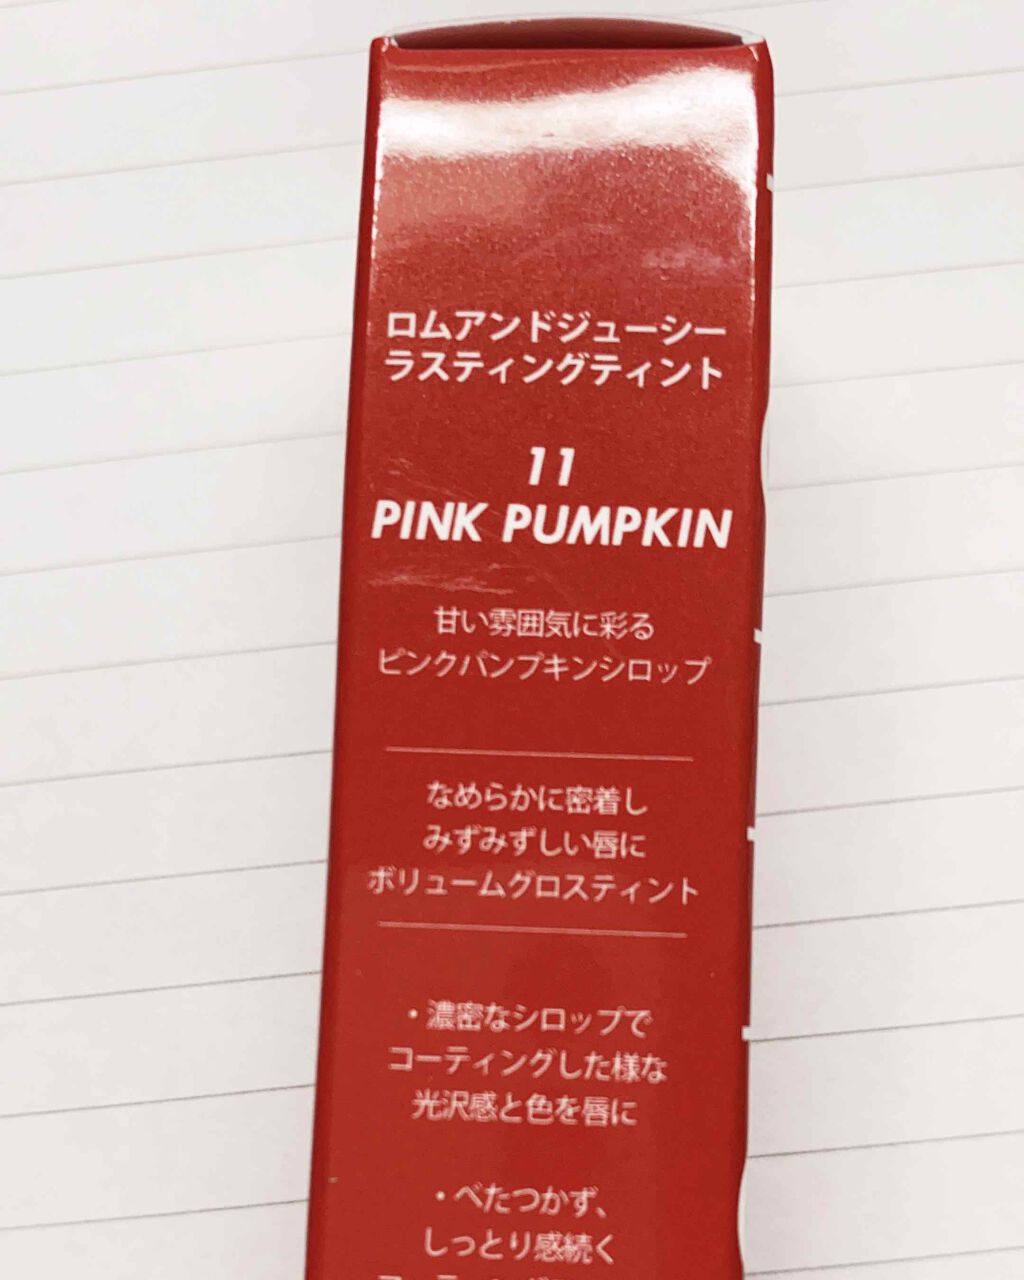 ロムアンドジューシー
ラスティングティント
11
PINK PUMPKIN
甘い雰囲気に彩る
ピンクパンプキンシロップ
なめらかに密着し
みずみずしい唇に
ボリュームグロスティント
・濃密なシロップで
コーティングした様な
光沢感と色を唇に
・べたつかず、
しっとり感続く